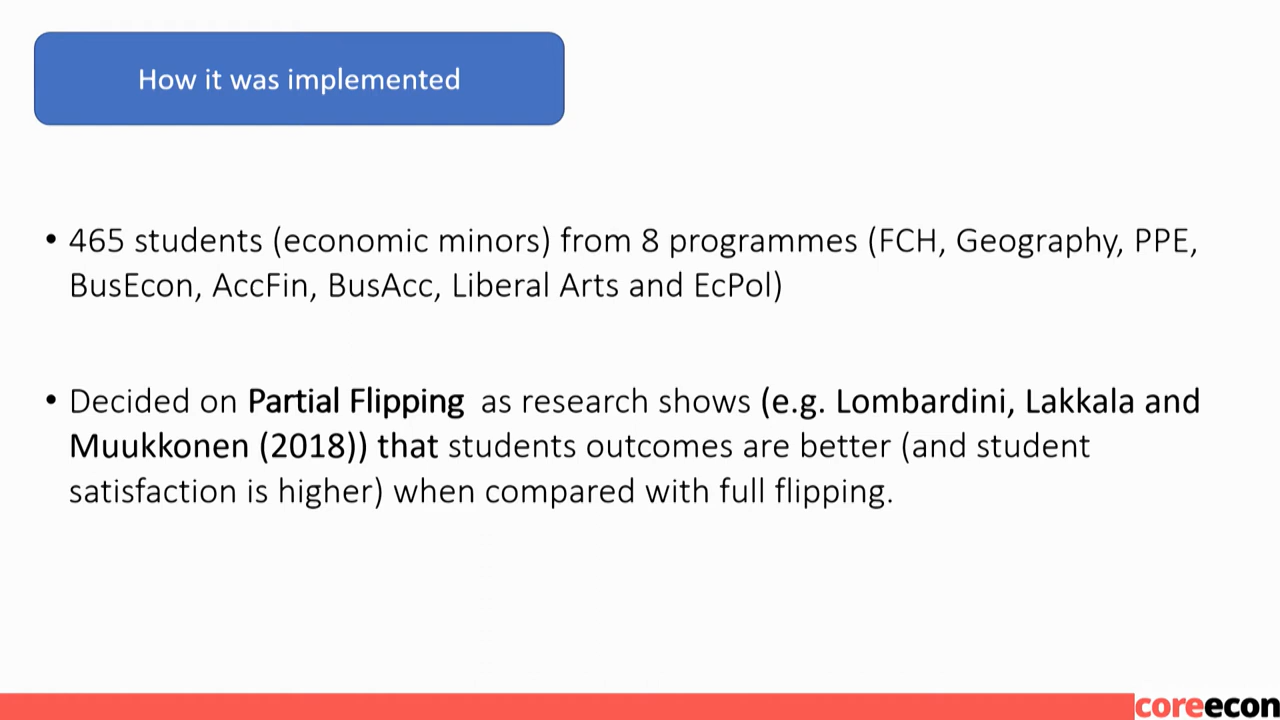 How it was implemented
• 465 students (economic minors) from 8 programmes (FCH, Geography, PPE,
BusEcon, AccFin, BusAcc, Liberal Arts and EcPol)
• Decided on Partial Flipping as research shows (e.g. Lombardini, Lakkala and
Muukkonen (2018)) that students outcomes are better (and student
satisfaction is higher) when compared with full flipping.
coreecon